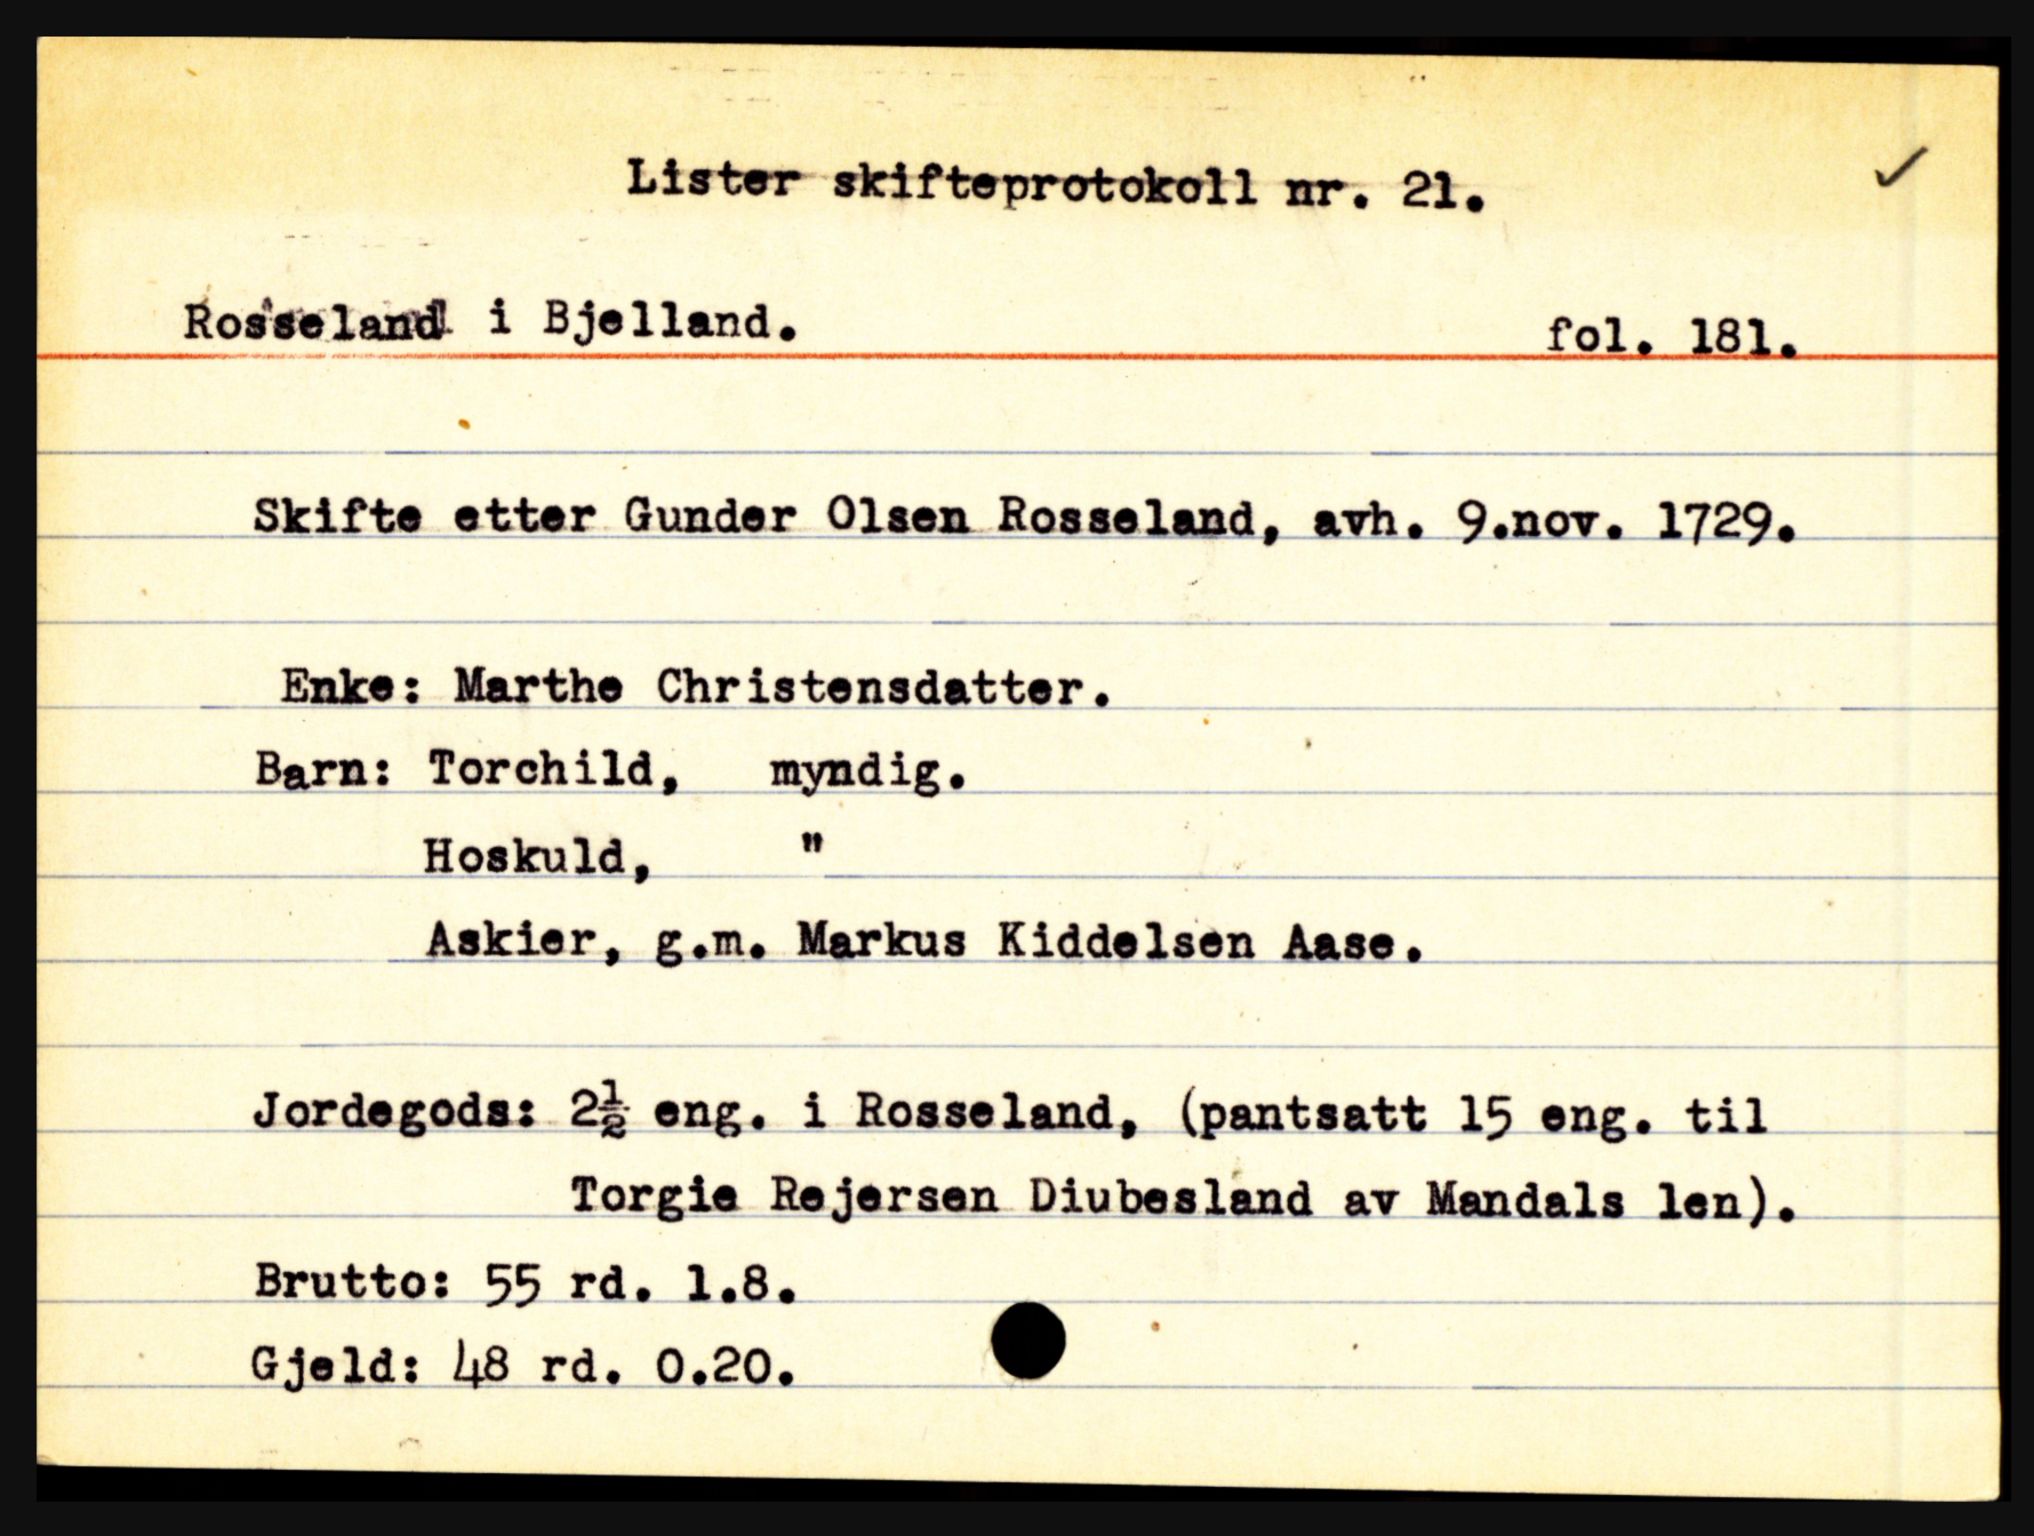 Lister skifteprotokoll nr. 21.
Rosseland i Bjelland. fol. 181.
Skifte etter Gunder Olsen Rosseland, avh. 9.nov. 1729.
Enke: Marthe Christensdatter.
Barn: Torchild, myndig.
Hoskuld, "
Askier, g.m. Markus Kiddelsen Aase.
Jordegods: 2½ eng. i Rosseland, (pantsatt 15 eng. til
Torgie Rejersen Diubesland av Mandals len).
Brutto: 55 rd. 1.8.
Gjeld: 48 rd. 0.20.